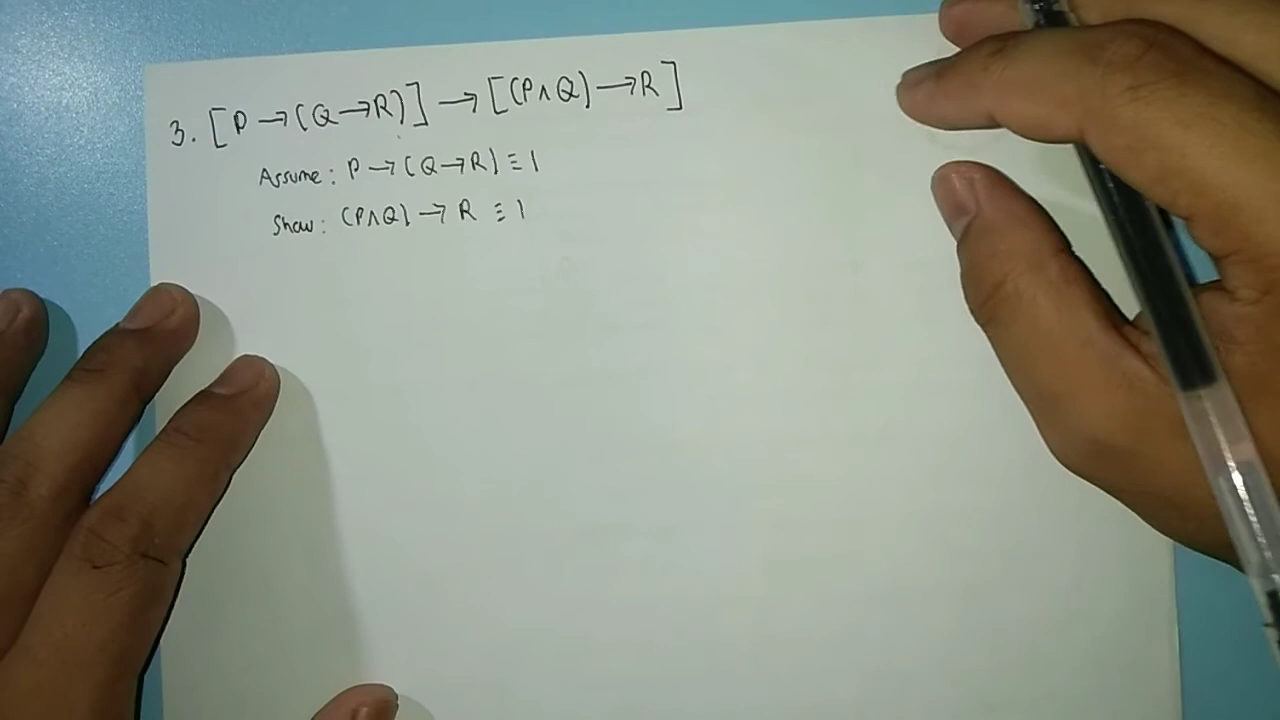 3. [P → (Q → R)] → [(P ∧ Q) → R]
Assume: P → (Q → R) ≡ 1
Show: (P ∧ Q) → R ≡ 1